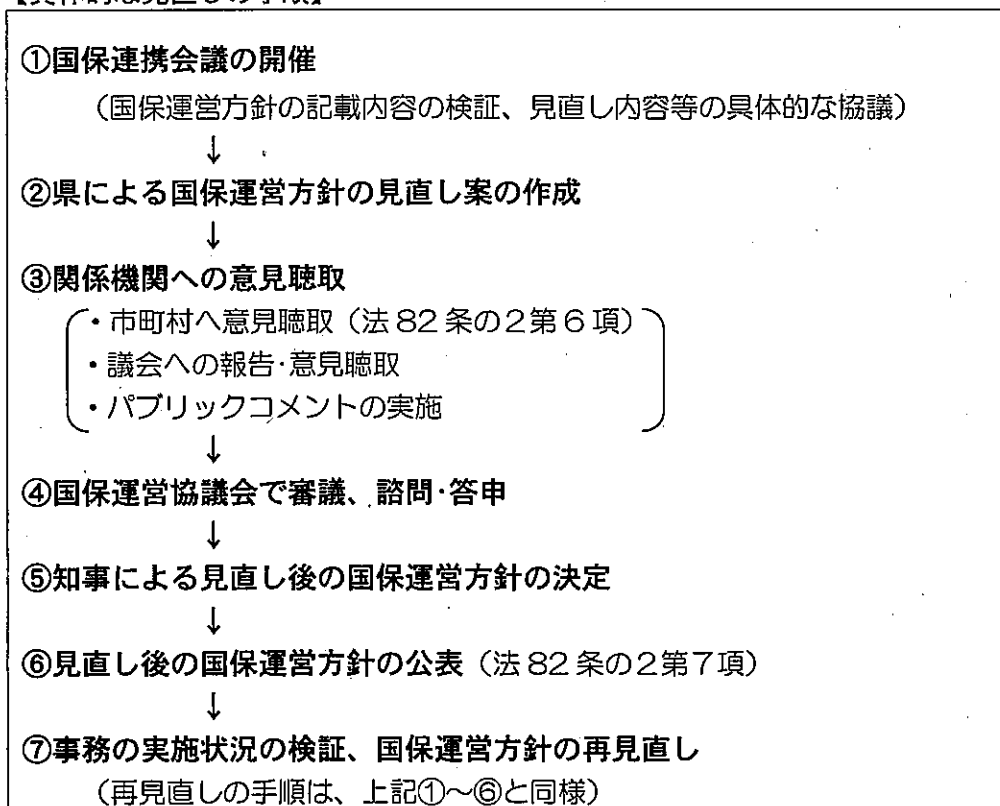 ①国保連携会議の開催
（国保運営方針の記載内容の検証、見直し内容等の具体的な協議）
↓
②県による国保運営方針の見直し案の作成
↓
③関係機関への意見聴取
・市町村へ意見聴取（法82条の2第6項）
・議会への報告・意見聴取
・パブリックコメントの実施
↓
④国保運営協議会で審議、諮問・答申
↓
⑤知事による見直し後の国保運営方針の決定
↓
⑥見直し後の国保運営方針の公表（法82条の2第7項）
↓
⑦事務の実施状況の検証、国保運営方針の再見直し
（再見直しの手順は、上記①～⑥と同様）